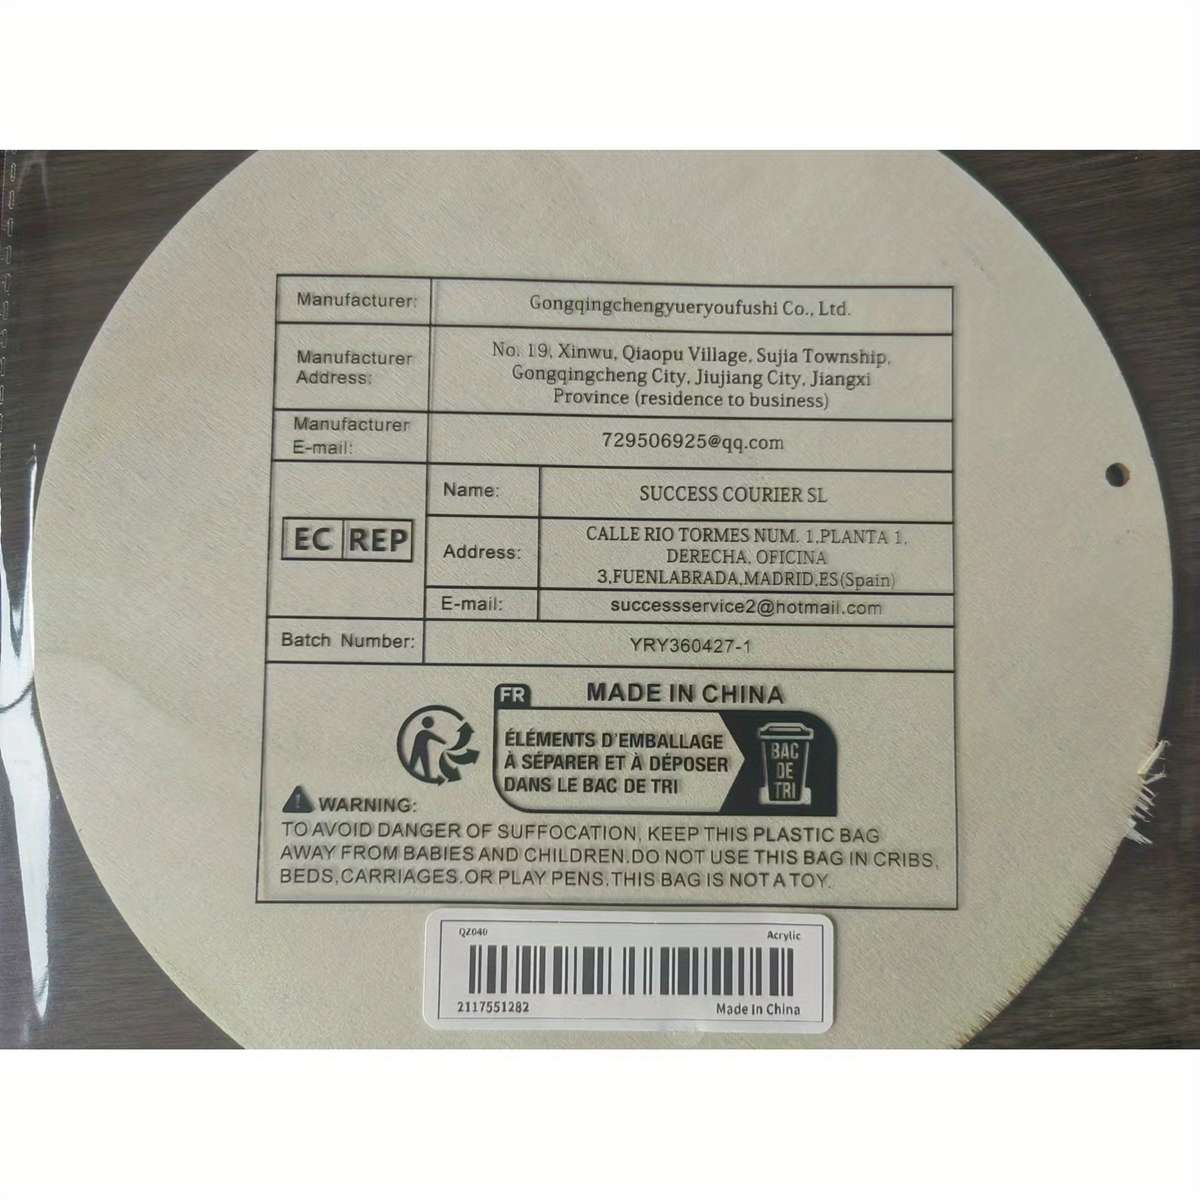 Manufacturer: Gongqingchengyueryoufushi Co., Ltd.
Manufacturer Address: No. 19, Xinwu, Qiaopu Village, Sujia Township,
Gongqingcheng City, Jiujiang City, Jiangxi
Province (residence to business)
Manufacturer E-mail: 729506925@qq.com
EC REP
Name: SUCCESS COURIER SL
Address: CALLE RIO TORMES NUM. 1,PLANTA 1,
DERECHA, OFICINA
3,FUENLABRADA,MADRID,ES(Spain)
E-mail: successservice2@hotmail.com
Batch Number: YRY360427-1
FR MADE IN CHINA
ÉLÉMENTS D'EMBALLAGE
À SÉPARER ET À DÉPOSER
DANS LE BAC DE TRI
BAC
DE
TRI
WARNING:
TO AVOID DANGER OF SUFFOCATION, KEEP THIS PLASTIC BAG
AWAY FROM BABIES AND CHILDREN.DO NOT USE THIS BAG IN CRIBS,
BEDS,CARRIAGES.OR PLAY PENS.THIS BAG IS NOT A TOY.
QZ040 Acrylic
2117551282 Made In China